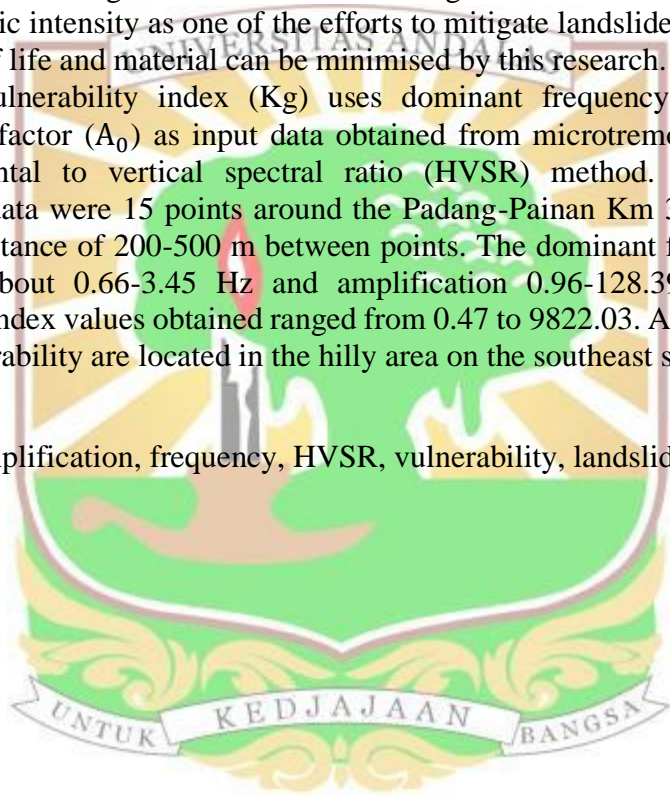 ic intensity as one of the efforts to mitigate landslide
f life and material can be minimised by this research.
UNIVERSITAS ANDALAS
ulnerability index (Kg) uses dominant frequency
factor (A₀) as input data obtained from microtreme
ntal to vertical spectral ratio (HVSR) method.
data were 15 points around the Padang-Painan Km 3
tance of 200-500 m between points. The dominant f
bout 0.66-3.45 Hz and amplification 0.96-128.39
ndex values obtained ranged from 0.47 to 9822.03. A
rability are located in the hilly area on the southeast s
plification, frequency, HVSR, vulnerability, landslid
UNTUK KEDJAJAAN BANGSA